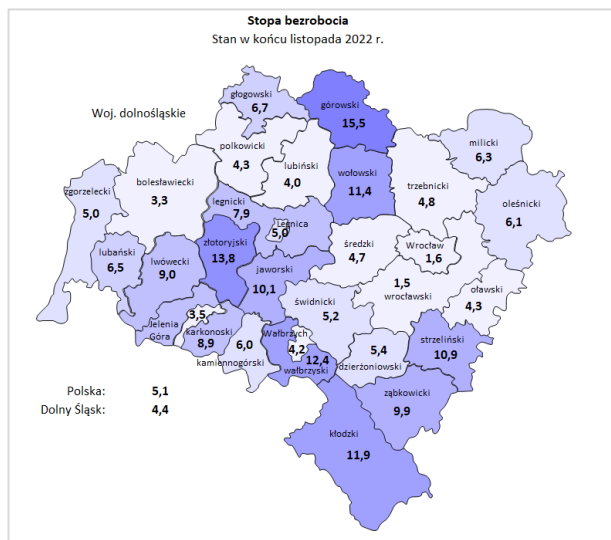 Stopa bezrobocia
Stan w końcu listopada 2022 r.
Woj. dolnośląskie
głogowski
6,7
górowski
15,5
polkowicki
4,3
lubiński
4,0
wołowski
11,4
milicki
6,3
trzebnicki
4,8
oleśnicki
6,1
zgorzelecki
5,0
bolesławiecki
3,3
legnicki
7,9
Legnica
5,0
złotoryjski
13,8
lubański
6,5
lwówecki
9,0
jaworski
10,1
średzki
4,7
Wrocław
1,6
1,5
wrocławski
oławski
4,3
świdnicki
5,2
Jelenia
Góra
3,5
karkonoski
8,9
6,0
kamiennogórski
Wałbrzych
4,2
12,4
wałbrzyski
5,4
dzierżoniowski
strzeliński
10,9
ząbkowicki
9,9
kłodzki
11,9
Polska: 5,1
Dolny Śląsk: 4,4